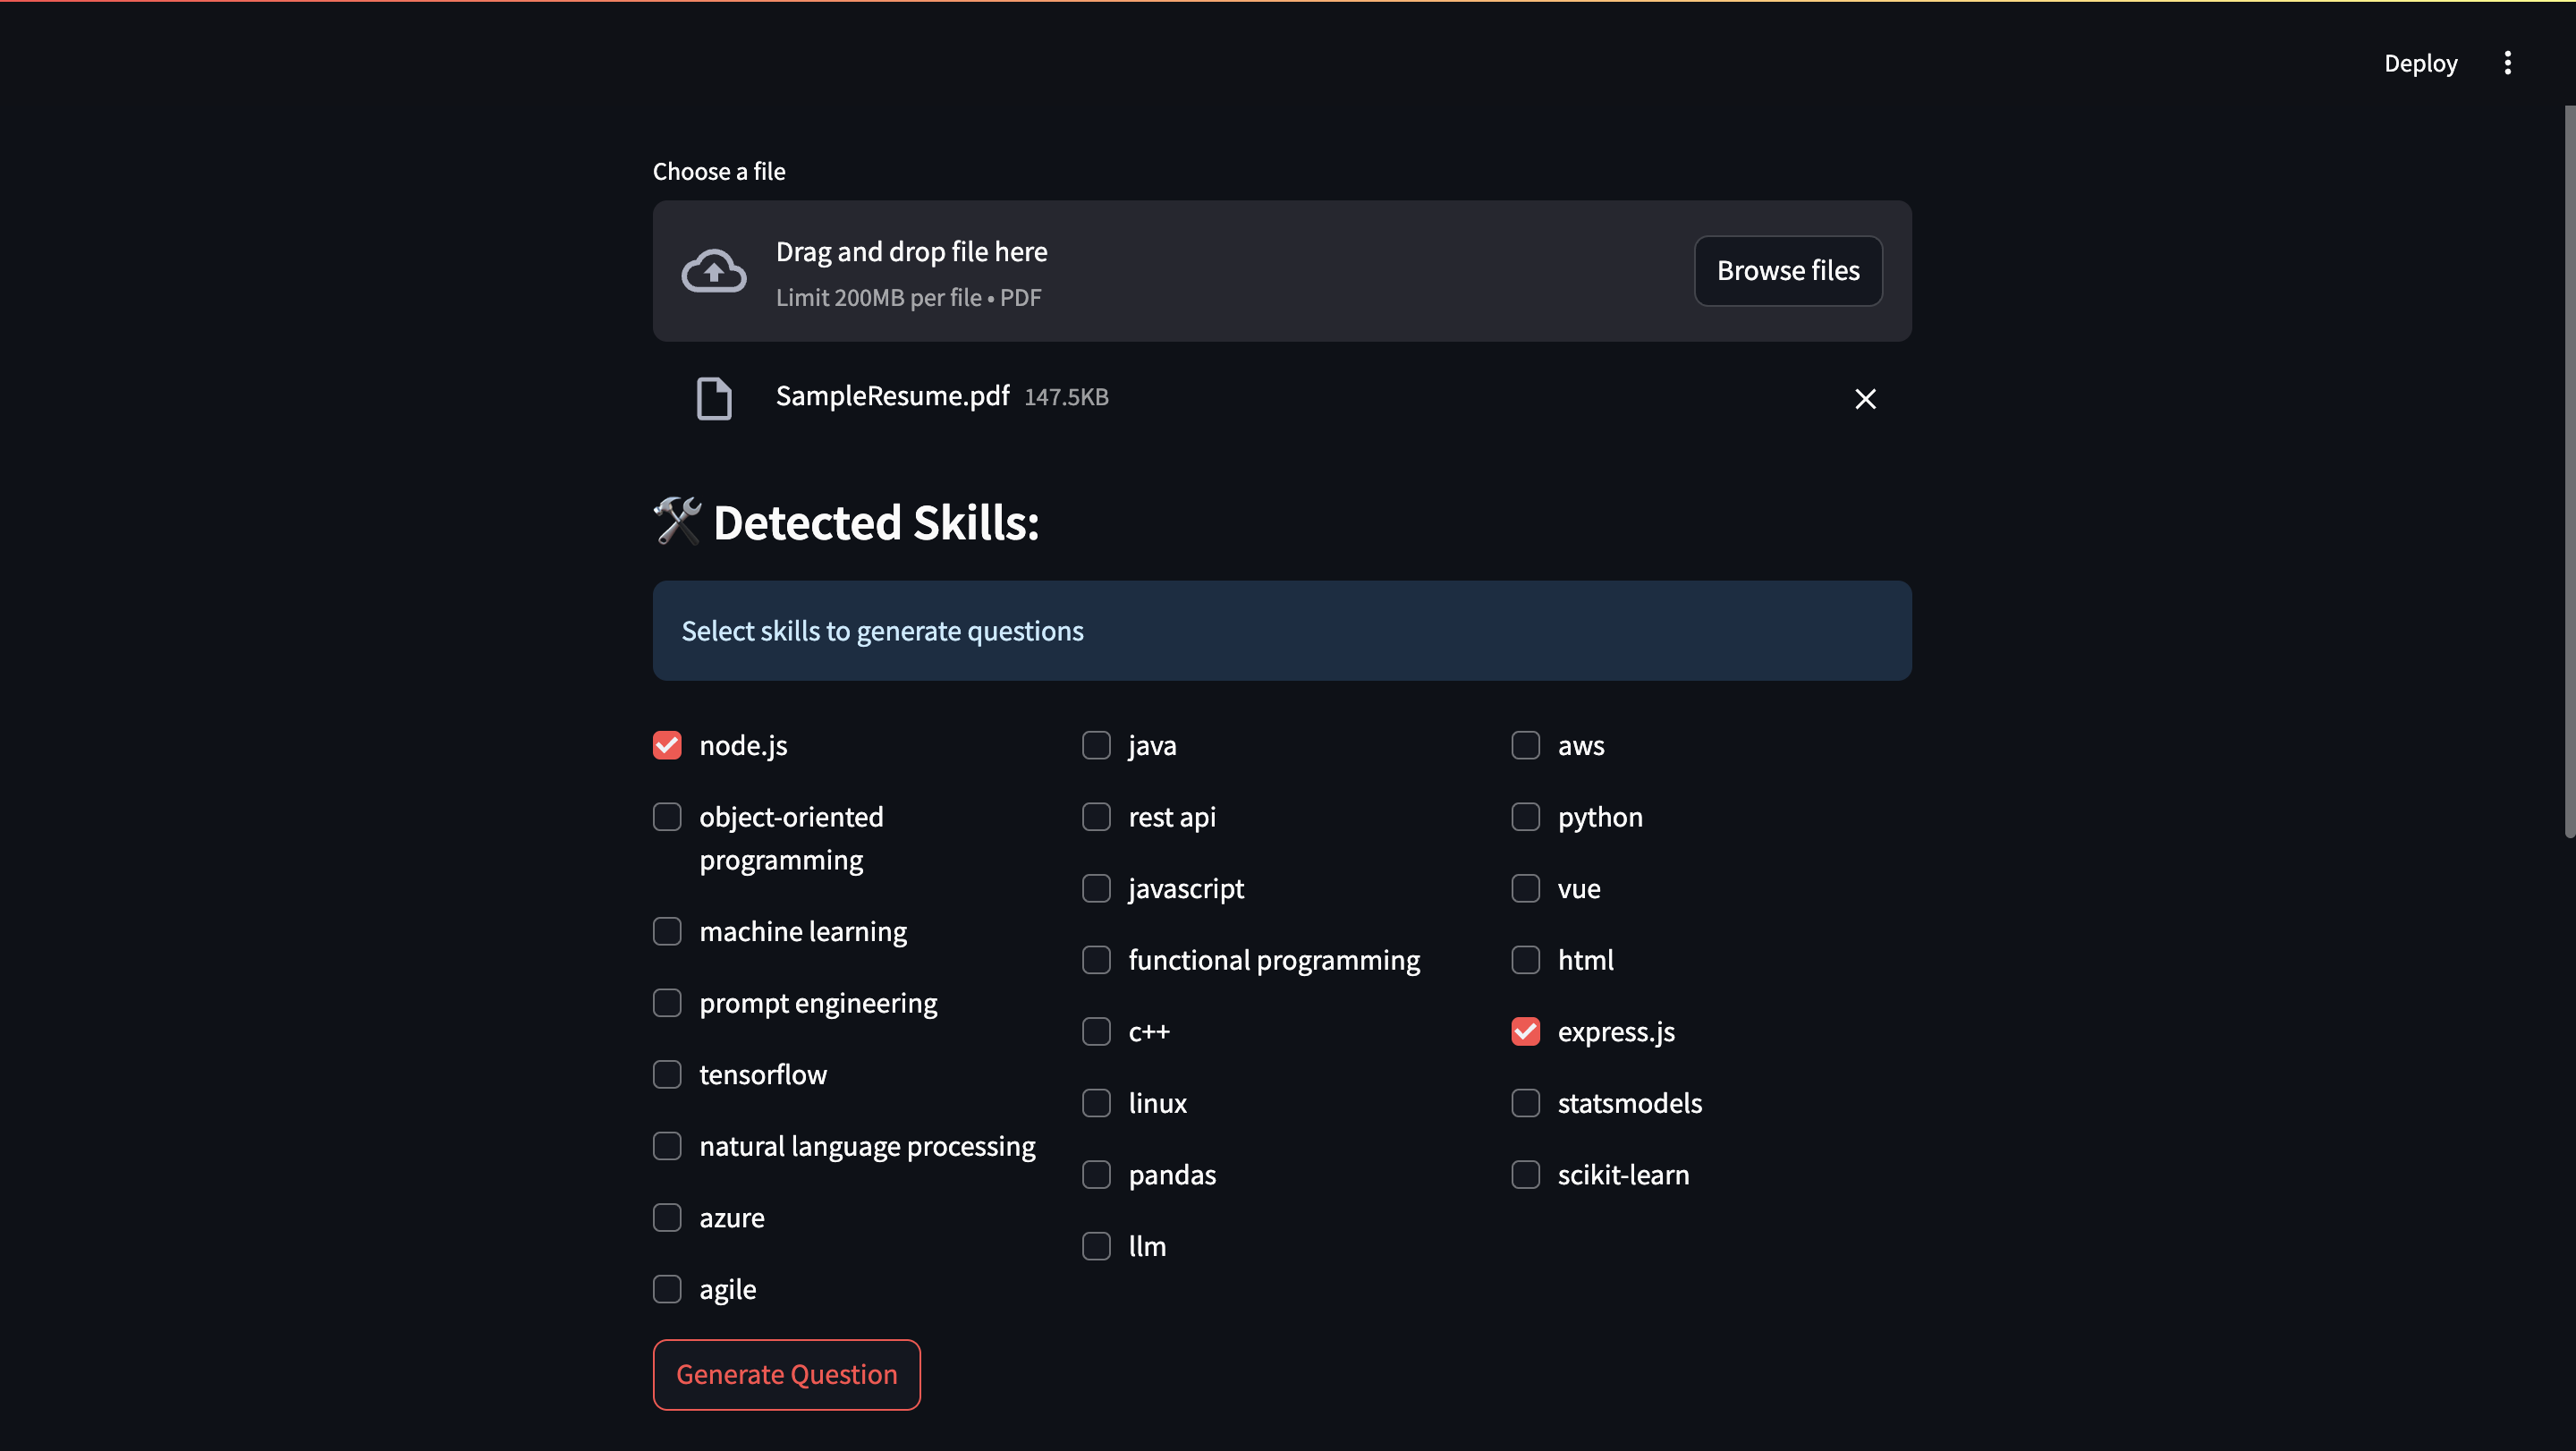 Deploy
Choose a file
Drag and drop file here
Limit 200MB per file • PDF
Browse files
SampleResume.pdf 147.5KB
Detected Skills:
Select skills to generate questions
node.js
object-oriented
programming
machine learning
prompt engineering
tensorflow
natural language processing
azure
agile
java
rest api
javascript
functional programming
c++
linux
pandas
llm
aws
python
vue
html
express.js
statsmodels
scikit-learn
Generate Question